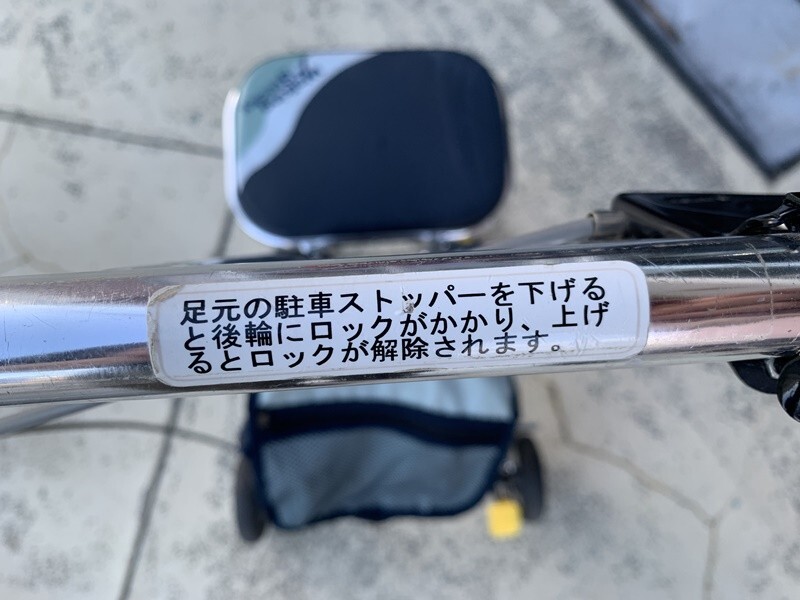 足元の駐車ストッパーを下げる
と後輪にロックがかかり、上げ
るとロックが解除されます。